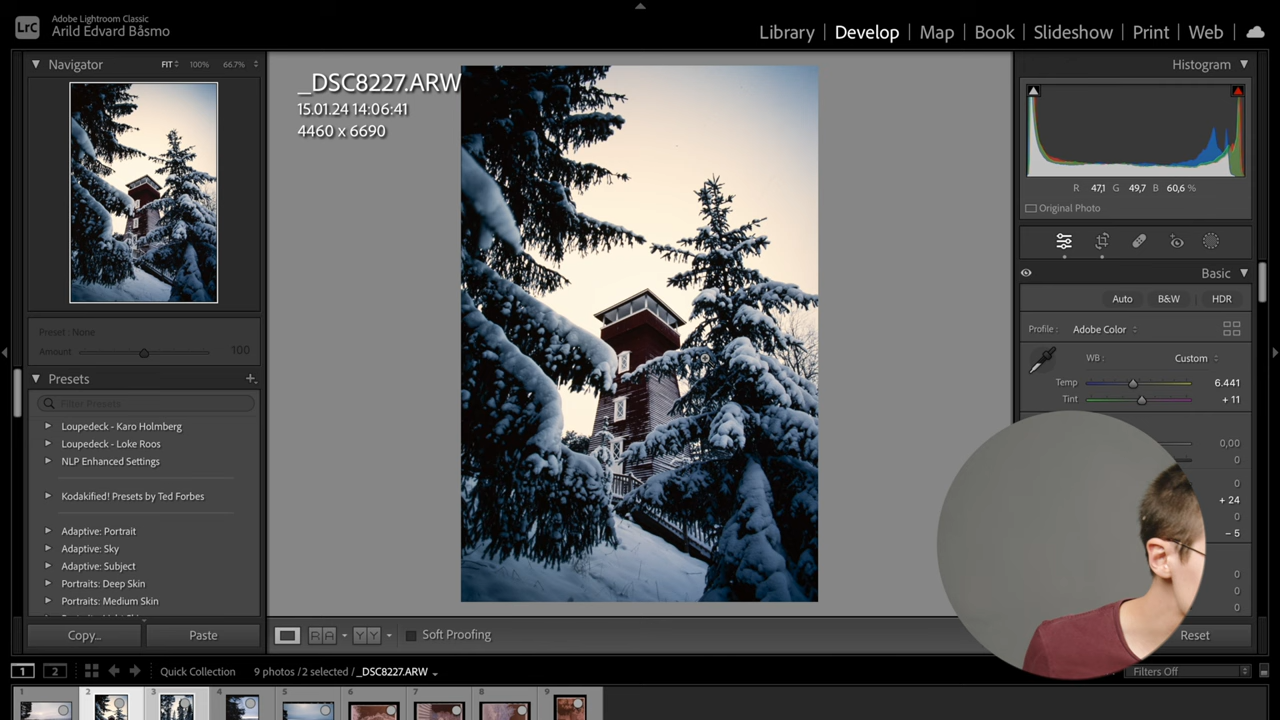 LrC
Adobe Lightroom Classic
Arild Edvard Båsmo
Library
Develop
Map
Book
Slideshow
Print
Web
Navigator
FIT
100%
66.7%
Preset : None
Amount
100
Presets
Filter Presets
Loupedeck - Karo Holmberg
Loupedeck - Loke Roos
NLP Enhanced Settings
Kodakified! Presets by Ted Forbes
Adaptive: Portrait
Adaptive: Sky
Adaptive: Subject
Portraits: Deep Skin
Portraits: Medium Skin
Copy...
Paste
_DSC8227.ARW
15.01.24 14:06:41
4460 x 6690
Histogram
R 47,1 G 49,7 B 60,6 %
Original Photo
Basic
Auto
B&W
HDR
Profile : Adobe Color
WB : Custom
Temp 6.441
Tint + 11
0,00
0
0
+ 24
0
– 5
0
0
0
Reset
R A
Y Y
Soft Proofing
1
2
Quick Collection
9 photos / 2 selected / _DSC8227.ARW
Filters Off
1
2
3
4
5
6
7
8
9